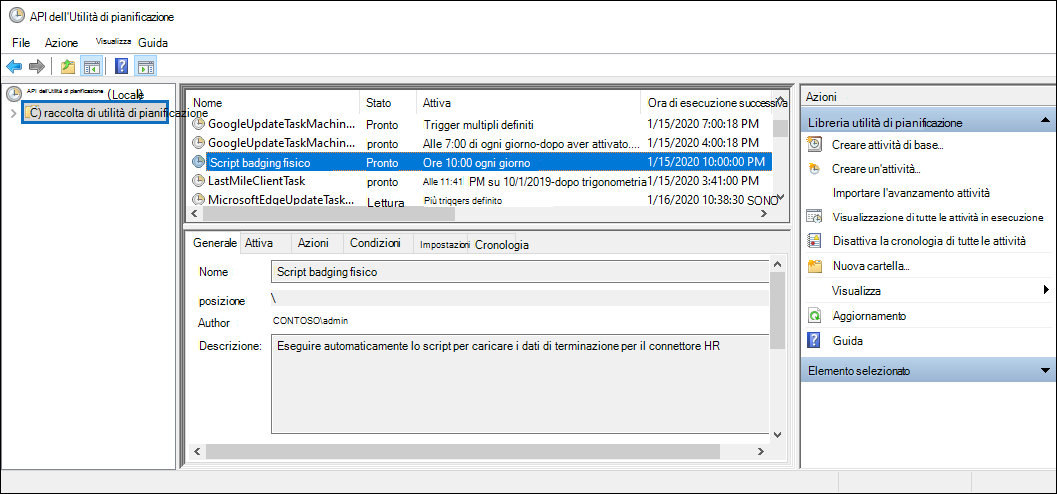 API dell'Utilità di pianificazione
File Azione Visualizza Guida
API dell'Utilità di pianificazione (Locale)
C) raccolta di utilità di pianificazione
Nome Stato Attiva Ora di esecuzione successiva
GoogleUpdateTaskMachin... Pronto Trigger multipli definiti 1/15/2020 7:00:18 PM
GoogleUpdateTaskMachin... Pronto Alle 7:00 di ogni giorno-dopo aver attivato.... 1/15/2020 4:00:18 PM
Script badging fisico Pronto Ore 10:00 ogni giorno 1/15/2020 10:00:00 PM
LastMileClientTask pronto Alle 11:41 PM su 10/1/2019-dopo trigonometria 1/15/2020 3:41:00 PM
MicrosoftEdgeUpdateTask... Lettura Più triggers definito 1/16/2020 10:38:30 SONO
Generale Attiva Azioni Condizioni Impostazioni Cronologia
Nome Script badging fisico
posizione \
Author CONTOSO\admin
Descrizione: Eseguire automaticamente lo script per caricare i dati di terminazione per il connettore HR
Azioni
Libreria utilità di pianificazione
Creare attività di base...
Creare un'attività...
Importare l'avanzamento attività
Visualizzazione di tutte le attività in esecuzione
Disattiva la cronologia di tutte le attività
Nuova cartella...
Visualizza
Aggiornamento
Guida
Elemento selezionato